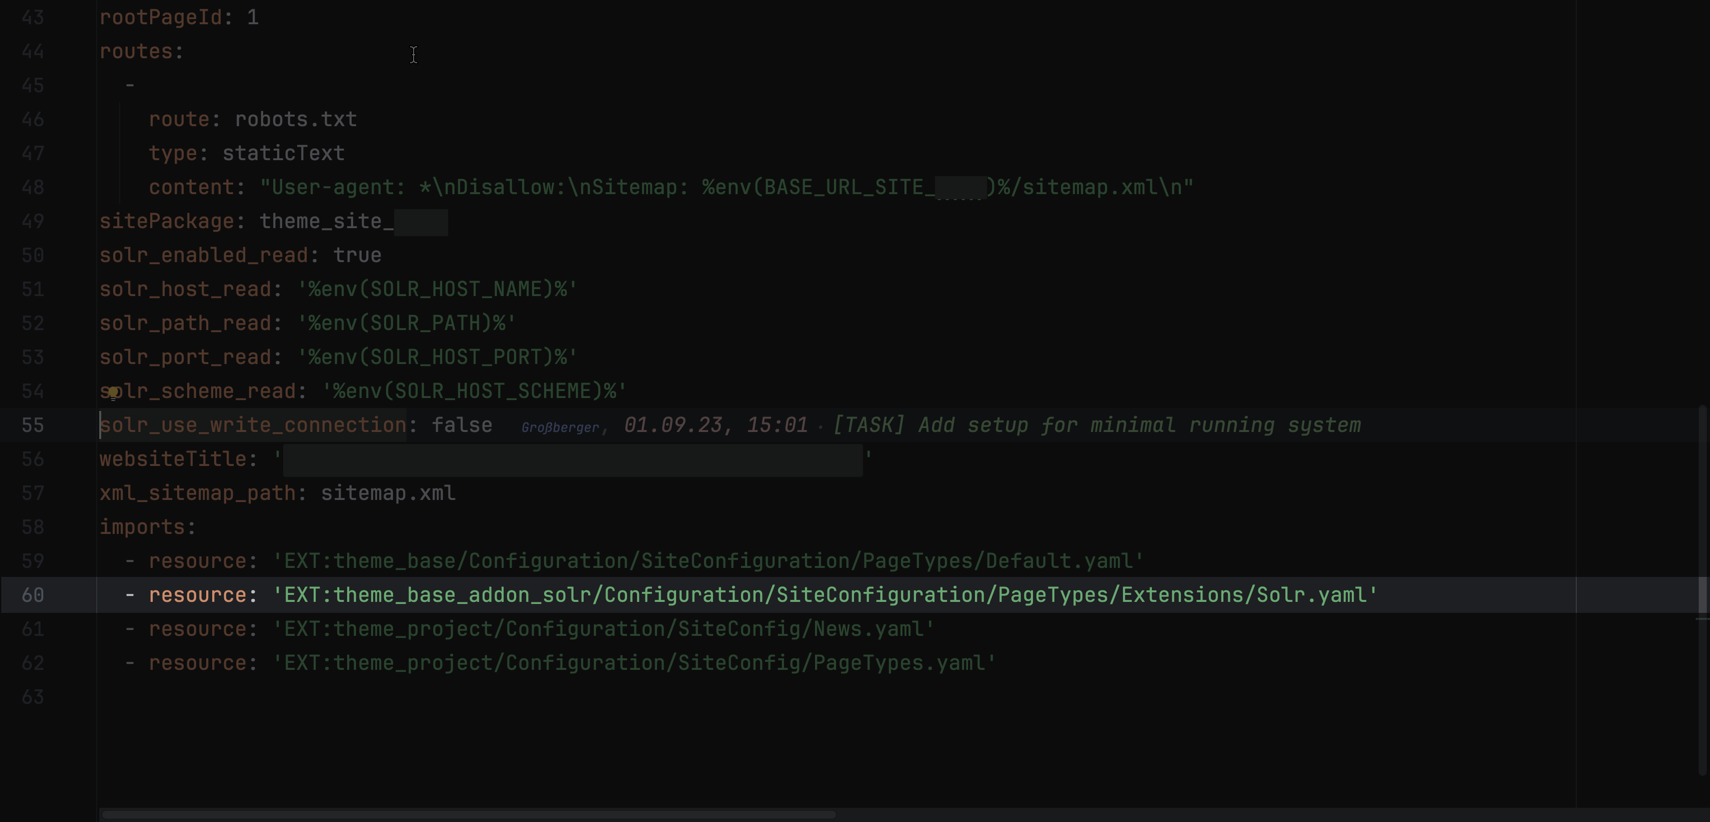 43 rootPageId: 1
44 routes:
45 -
46 route: robots.txt
47 type: staticText
48 content: "User-agent: *\nDisallow:\nSitemap: %env(BASE_URL_SITE_)%/sitemap.xml\n"
49 sitePackage: theme_site_
50 solr_enabled_read: true
51 solr_host_read: '%env(SOLR_HOST_NAME)%'
52 solr_path_read: '%env(SOLR_PATH)%'
53 solr_port_read: '%env(SOLR_HOST_PORT)%'
54 solr_scheme_read: '%env(SOLR_HOST_SCHEME)%'
55 solr_use_write_connection: false Großberger, 01.09.23, 15:01 · [TASK] Add setup for minimal running system
56 websiteTitle: ' '
57 xml_sitemap_path: sitemap.xml
58 imports:
59 - resource: 'EXT:theme_base/Configuration/SiteConfiguration/PageTypes/Default.yaml'
60 - resource: 'EXT:theme_base_addon_solr/Configuration/SiteConfiguration/PageTypes/Extensions/Solr.yaml'
61 - resource: 'EXT:theme_project/Configuration/SiteConfig/News.yaml'
62 - resource: 'EXT:theme_project/Configuration/SiteConfig/PageTypes.yaml'
63